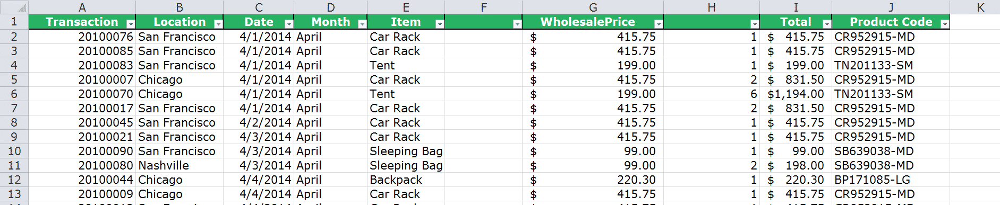 A B C D E F G H I J K
1 Transaction Location Date Month Item WholesalePrice Total Product Code
2 20100076 San Francisco 4/1/2014 April Car Rack $ 415.75 1 $ 415.75 CR952915-MD
3 20100085 San Francisco 4/1/2014 April Car Rack $ 415.75 1 $ 415.75 CR952915-MD
4 20100083 San Francisco 4/1/2014 April Tent $ 199.00 1 $ 199.00 TN201133-SM
5 20100007 Chicago 4/1/2014 April Car Rack $ 415.75 2 $ 831.50 CR952915-MD
6 20100070 Chicago 4/1/2014 April Tent $ 199.00 6 $1,194.00 TN201133-SM
7 20100017 San Francisco 4/1/2014 April Car Rack $ 415.75 2 $ 831.50 CR952915-MD
8 20100045 San Francisco 4/2/2014 April Car Rack $ 415.75 1 $ 415.75 CR952915-MD
9 20100021 San Francisco 4/3/2014 April Car Rack $ 415.75 1 $ 415.75 CR952915-MD
10 20100090 San Francisco 4/3/2014 April Sleeping Bag $ 99.00 1 $ 99.00 SB639038-MD
11 20100080 Nashville 4/3/2014 April Sleeping Bag $ 99.00 2 $ 198.00 SB639038-MD
12 20100044 Chicago 4/4/2014 April Backpack $ 220.30 1 $ 220.30 BP171085-LG
13 20100009 Chicago 4/4/2014 April Car Rack $ 415.75 1 $ 415.75 CR952915-MD